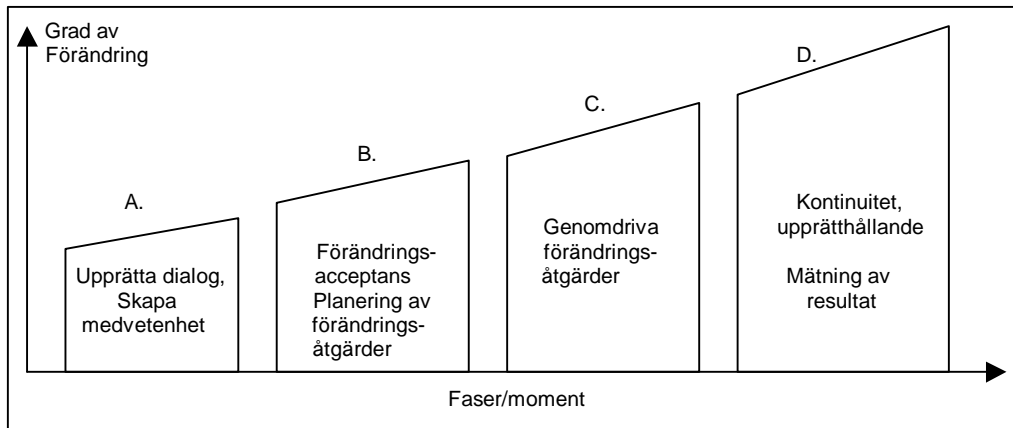 Grad av
Förändring
A.
Upprätta dialog,
Skapa
medvetenhet
B.
Förändrings-
acceptans
Planering av
förändrings-
åtgärder
C.
Genomdriva
förändrings-
åtgärder
D.
Kontinuitet,
upprätthållande
Mätning av
resultat
Faser/moment